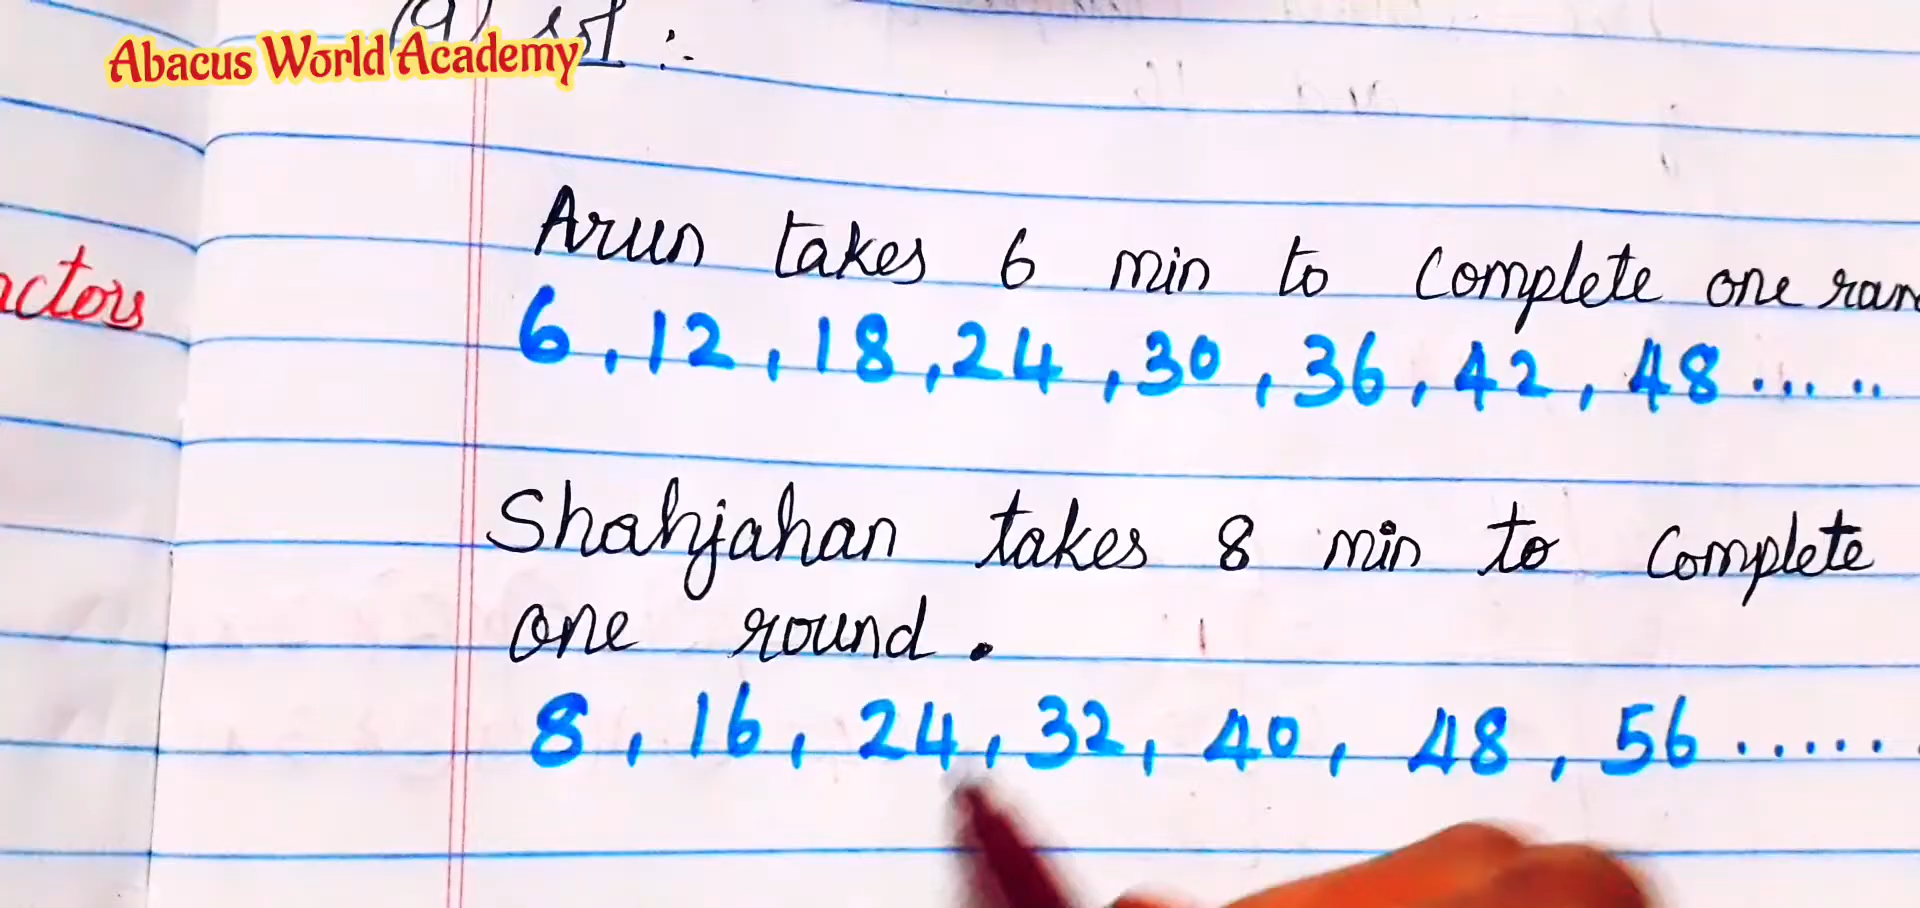 Abacus World Academy
Arun takes 6 min to complete one
6, 12, 18, 24, 30, 36, 42, 48.....
actors
Shahjahan takes 8 min to complete
one round.
8, 16, 24, 32, 40, 48, 56......